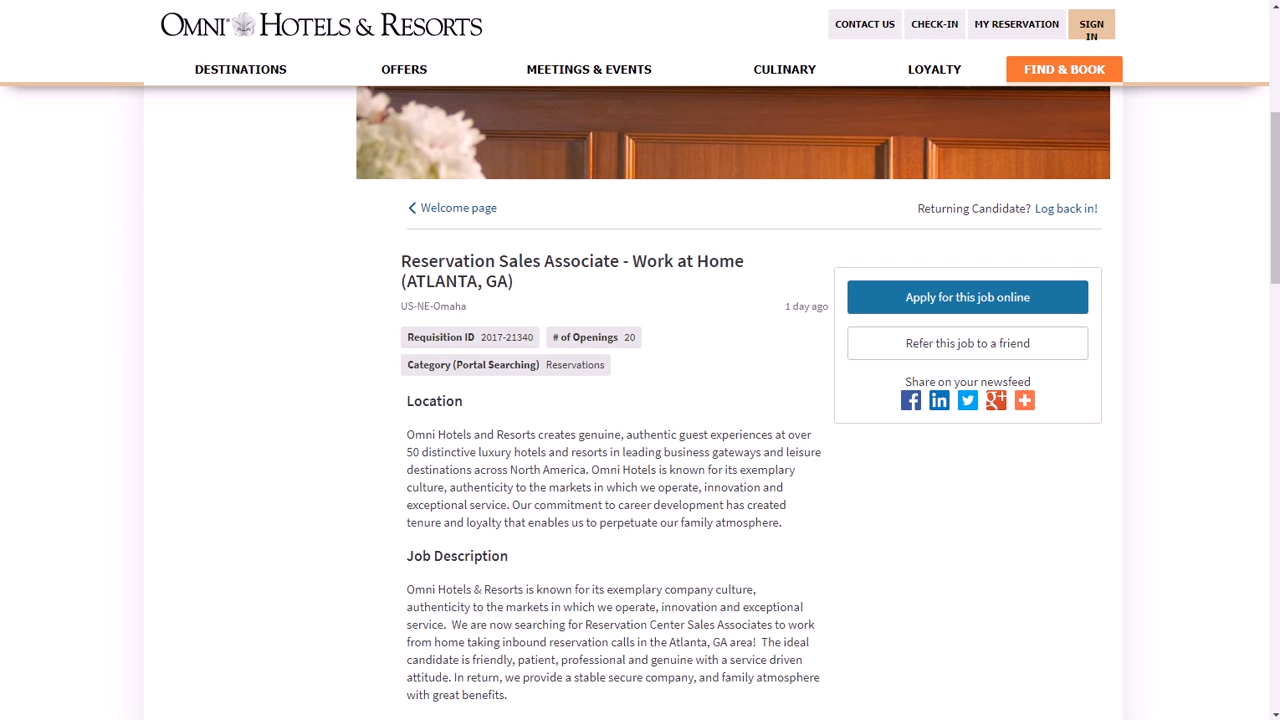 OMNI HOTELS & RESORTS
CONTACT US
CHECK-IN
MY RESERVATION
SIGN
IN
DESTINATIONS
OFFERS
MEETINGS & EVENTS
CULINARY
LOYALTY
FIND & BOOK
Welcome page
Returning Candidate? Log back in!
Reservation Sales Associate - Work at Home
(ATLANTA, GA)
US-NE-Omaha
1 day ago
Requisition ID 2017-21340
# of Openings 20
Category (Portal Searching) Reservations
Apply for this job online
Refer this job to a friend
Share on your newsfeed
Location
Omni Hotels and Resorts creates genuine, authentic guest experiences at over
50 distinctive luxury hotels and resorts in leading business gateways and leisure
destinations across North America. Omni Hotels is known for its exemplary
culture, authenticity to the markets in which we operate, innovation and
exceptional service. Our commitment to career development has created
tenure and loyalty that enables us to perpetuate our family atmosphere.
Job Description
Omni Hotels & Resorts is known for its exemplary company culture,
authenticity to the markets in which we operate, innovation and exceptional
service. We are now searching for Reservation Center Sales Associates to work
from home taking inbound reservation calls in the Atlanta, GA area! The ideal
candidate is friendly, patient, professional and genuine with a service driven
attitude. In return, we provide a stable secure company, and family atmosphere
with great benefits.